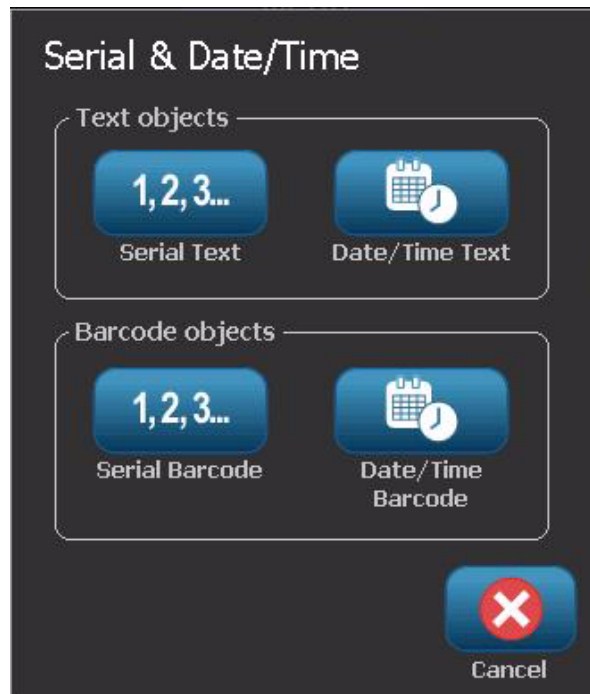 Serial & Date/Time
Text objects
1, 2, 3...
Serial Text
Date/Time Text
Barcode objects
1, 2, 3...
Serial Barcode
Date/Time
Barcode
Cancel